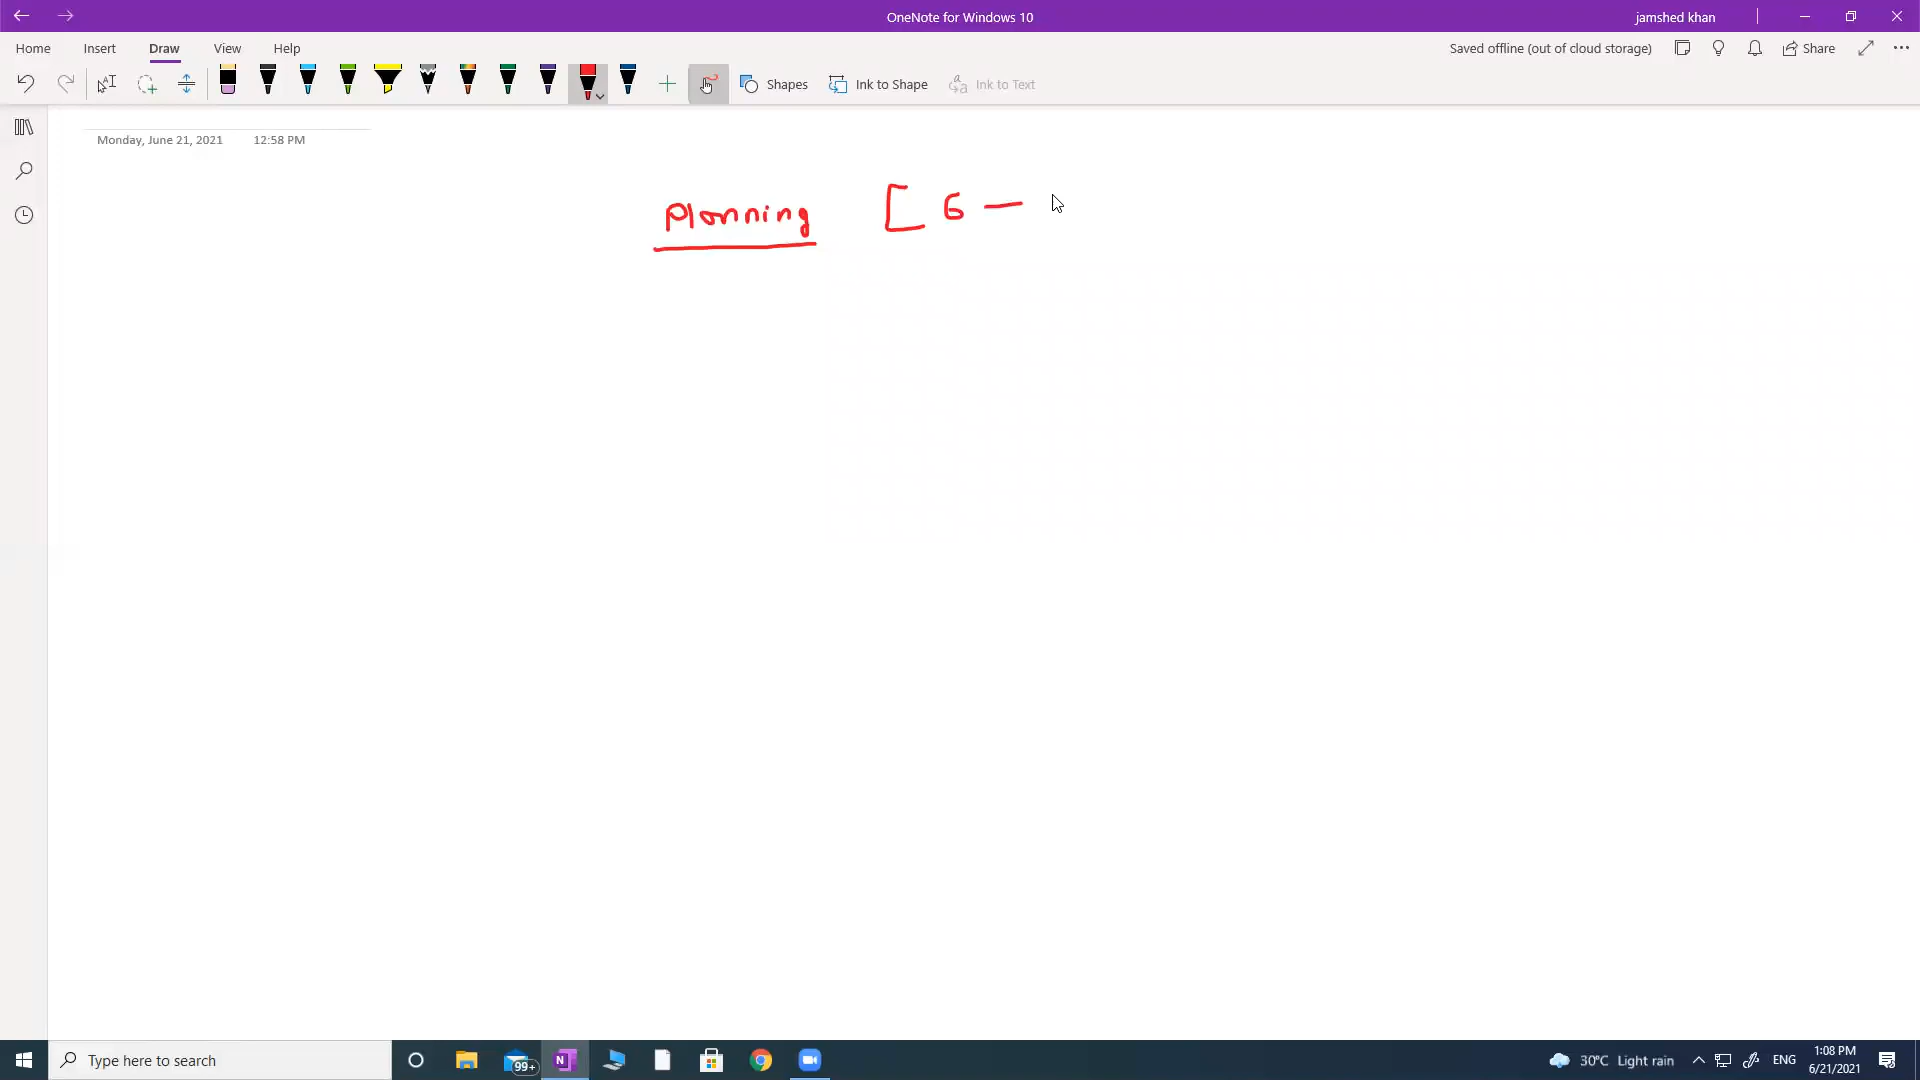 OneNote for Windows 10
jamshed khan
Home Insert Draw View Help
Saved offline (out of cloud storage)
Share
Shapes
Ink to Shape
Ink to Text
Monday, June 21, 2021 12:58 PM
Planning [ 6 —
Type here to search
99+
N
30°C Light rain
ENG
1:08 PM
6/21/2021